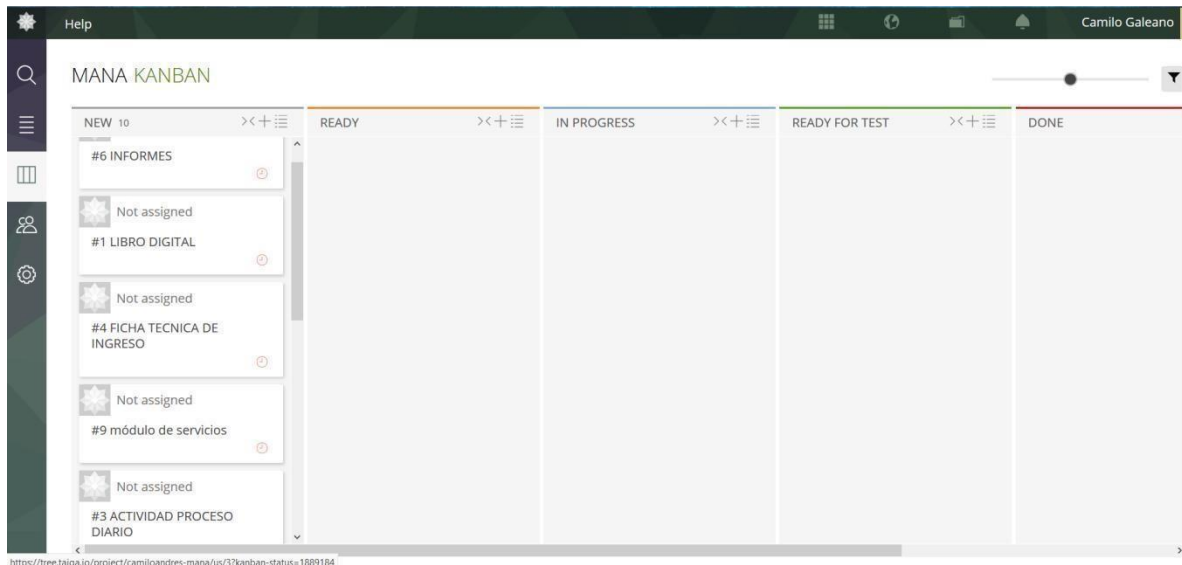 Help
Camilo Galeano
MANA KANBAN
NEW 10
READY
IN PROGRESS
READY FOR TEST
DONE
#6 INFORMES
Not assigned
#1 LIBRO DIGITAL
Not assigned
#4 FICHA TECNICA DE
INGRESO
Not assigned
#9 módulo de servicios
Not assigned
#3 ACTIVIDAD PROCESO
DIARIO
https://tree.taiga.io/project/camiloandres-mana/us/3?kanban-status=1889184